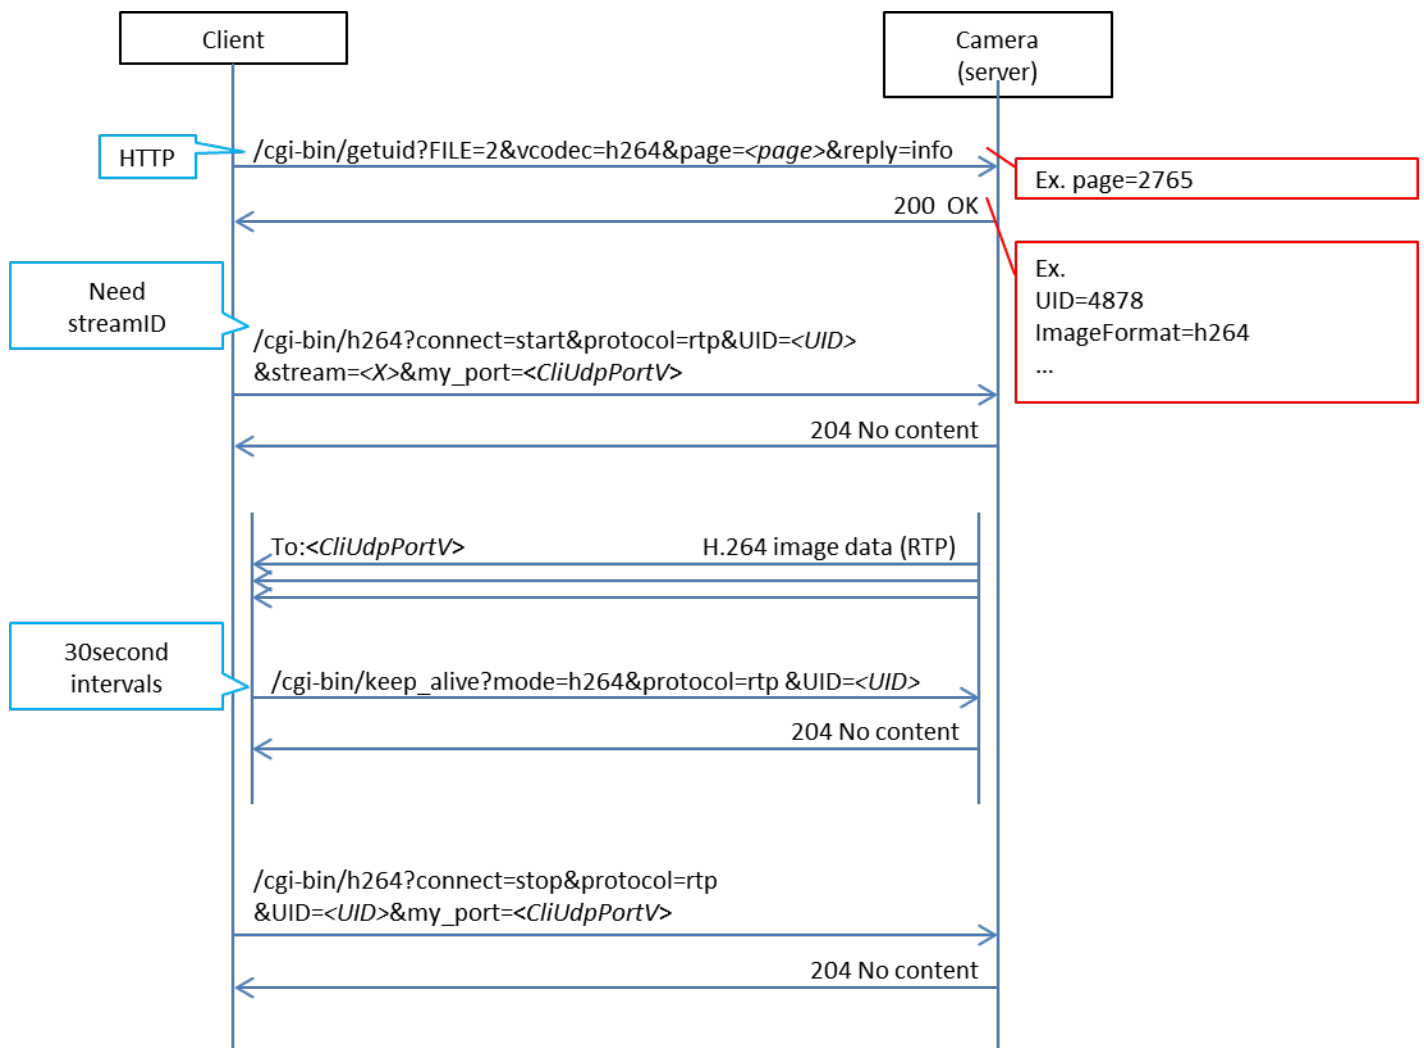 Client
Camera
(server)
HTTP
/cgi-bin/getuid?FILE=2&vcodec=h264&page=<page>&reply=info
Ex. page=2765
200  OK
Ex.
UID=4878
ImageFormat=h264
...
Need
streamID
/cgi-bin/h264?connect=start&protocol=rtp&UID=<UID>
&stream=<X>&my_port=<CliUdpPortV>
204 No content
To:<CliUdpPortV>
H.264 image data (RTP)
30second
intervals
/cgi-bin/keep_alive?mode=h264&protocol=rtp &UID=<UID>
204 No content
/cgi-bin/h264?connect=stop&protocol=rtp
&UID=<UID>&my_port=<CliUdpPortV>
204 No content